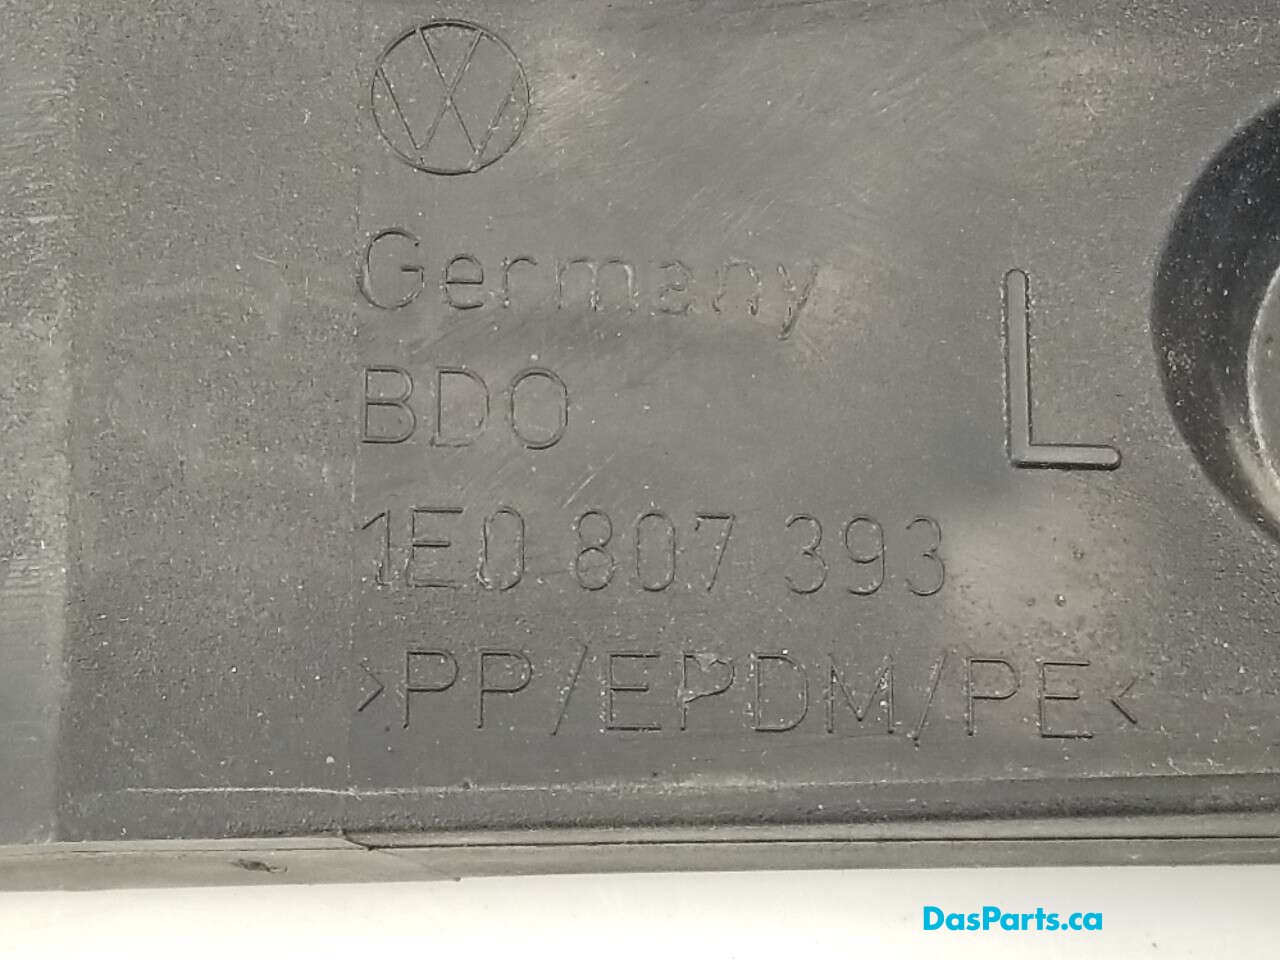 Germany
BDO
L
1E0 807 393
>PP/EPDM/PE<
DasParts.ca